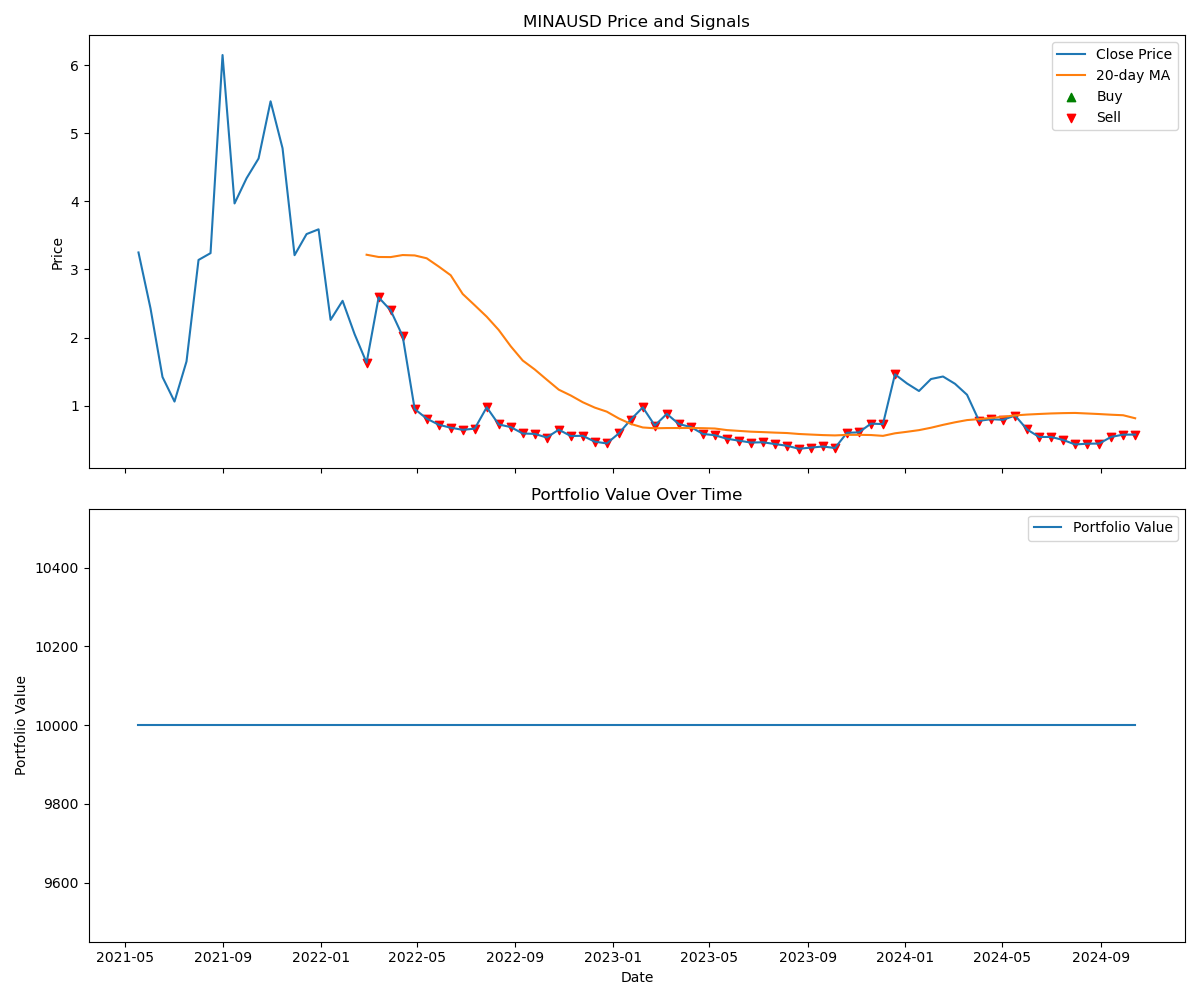 MINAUSD Price and Signals
Price
6
5
4
3
2
1
Close Price
20-day MA
Buy
Sell
Portfolio Value Over Time
Portfolio Value
10400
10200
10000
9800
9600
Portfolio Value
2021-05
2021-09
2022-01
2022-05
2022-09
2023-01
2023-05
2023-09
2024-01
2024-05
2024-09
Date